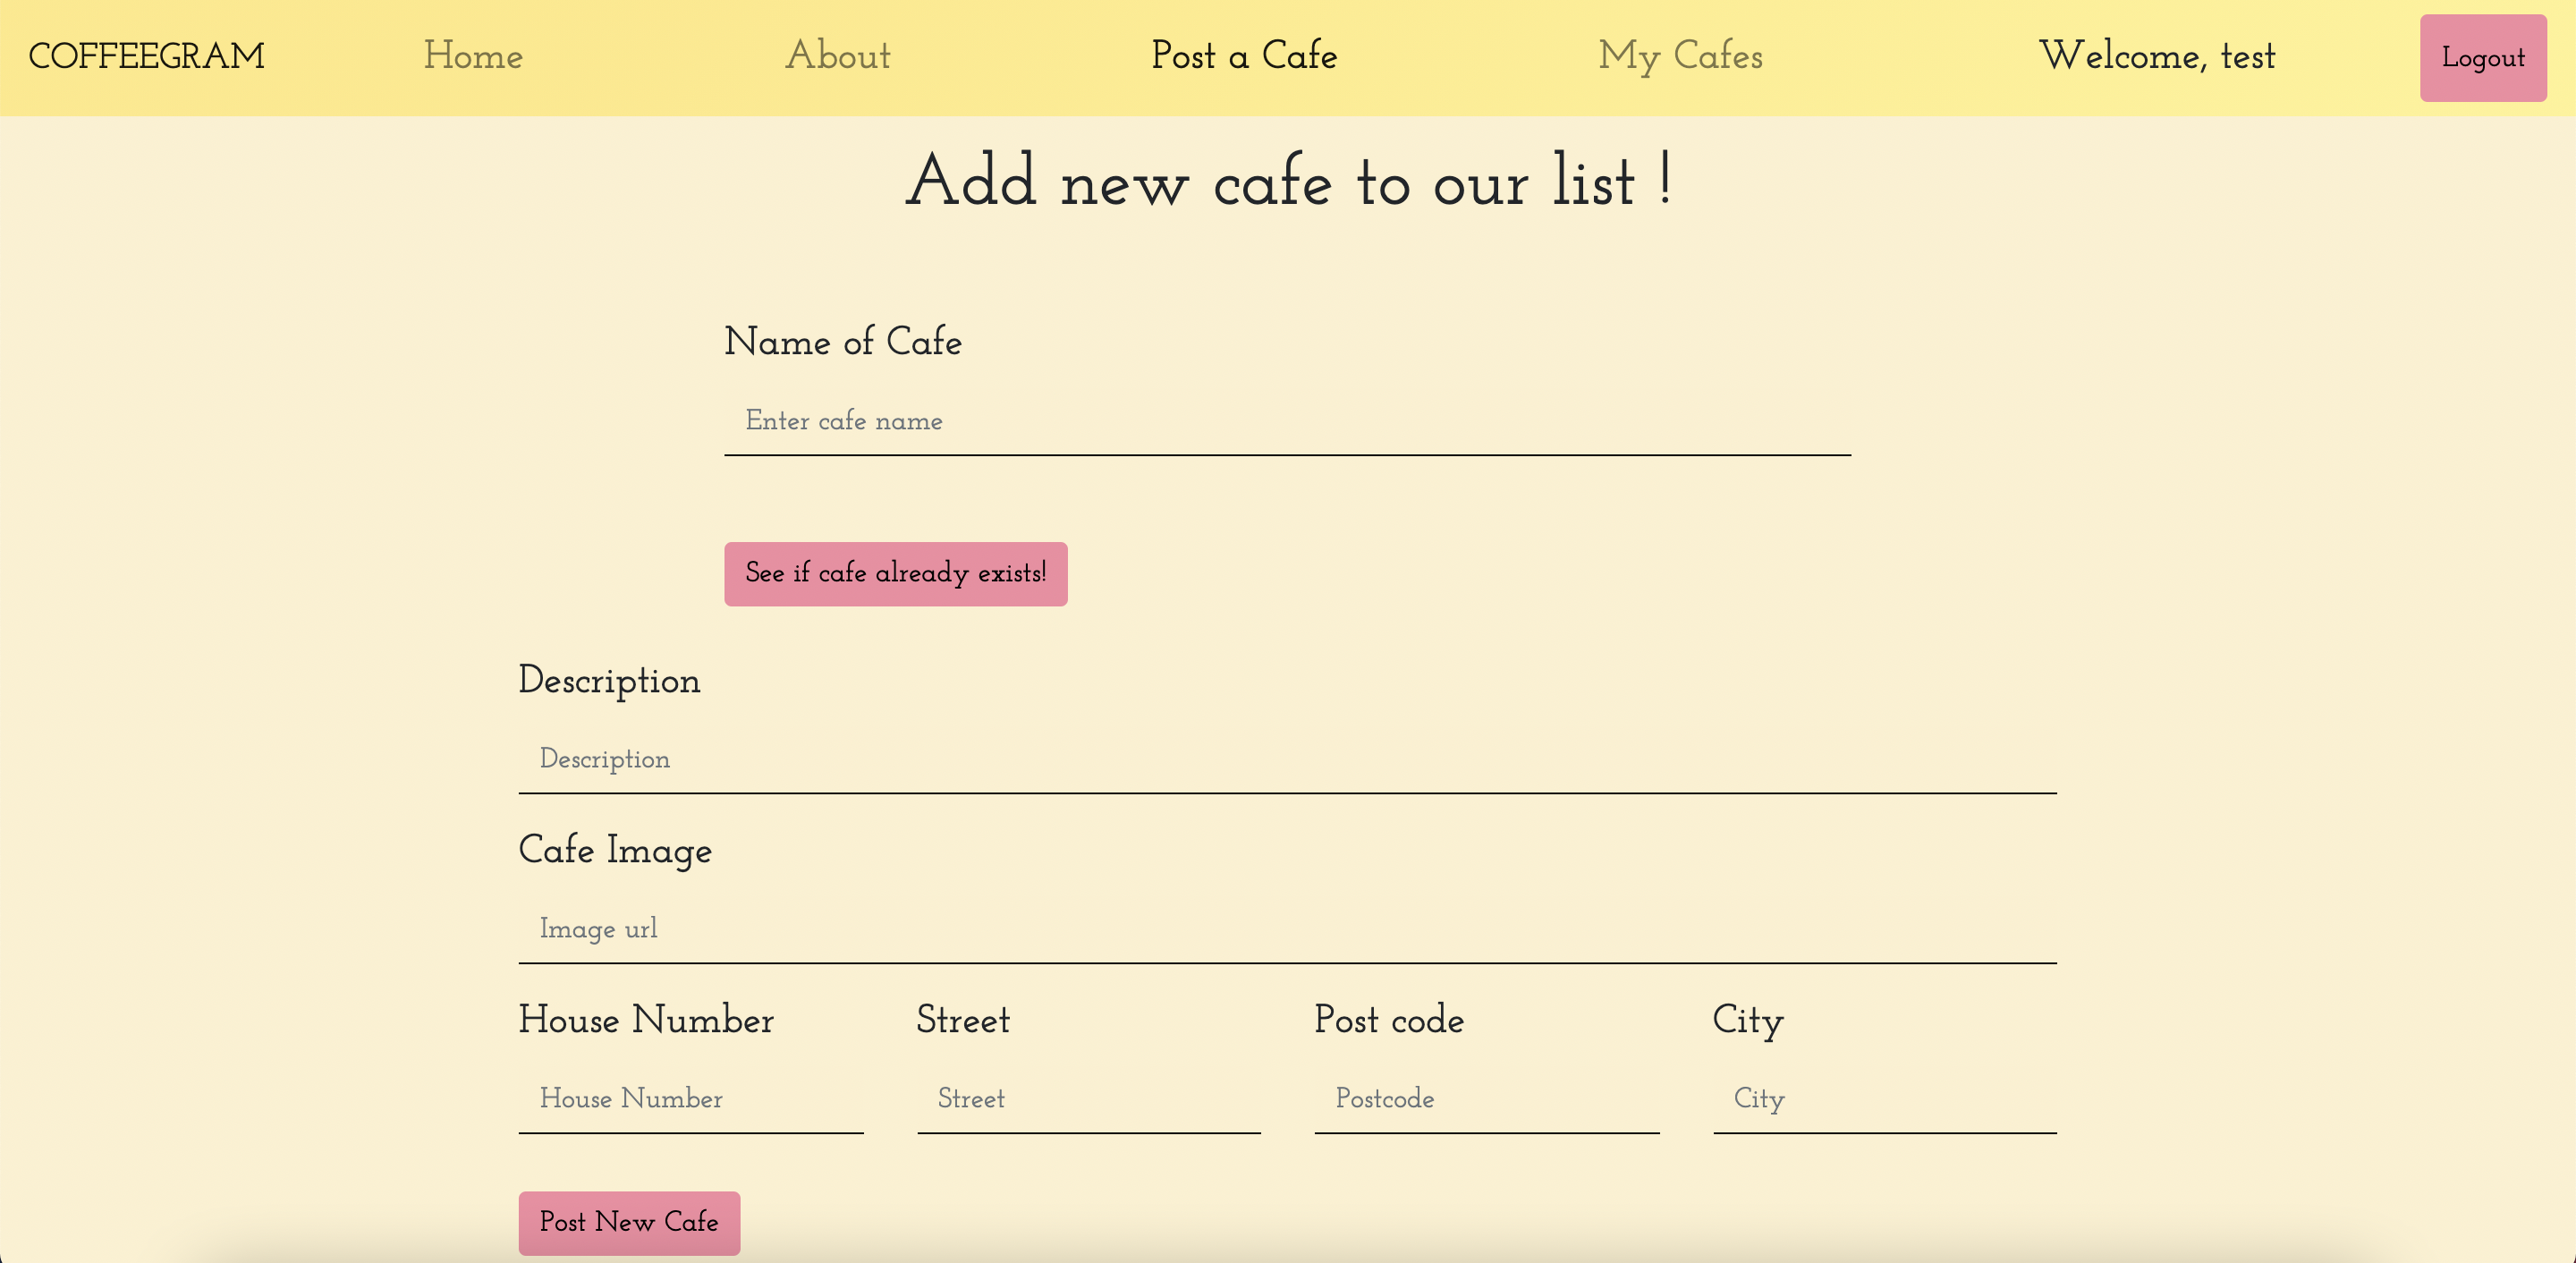 COFFEEGRAM Home About Post a Cafe My Cafes Welcome, test Logout
Add new cafe to our list !
Name of Cafe
Enter cafe name
See if cafe already exists!
Description
Description
Cafe Image
Image url
House Number Street Post code City
House Number Street Postcode City
Post New Cafe